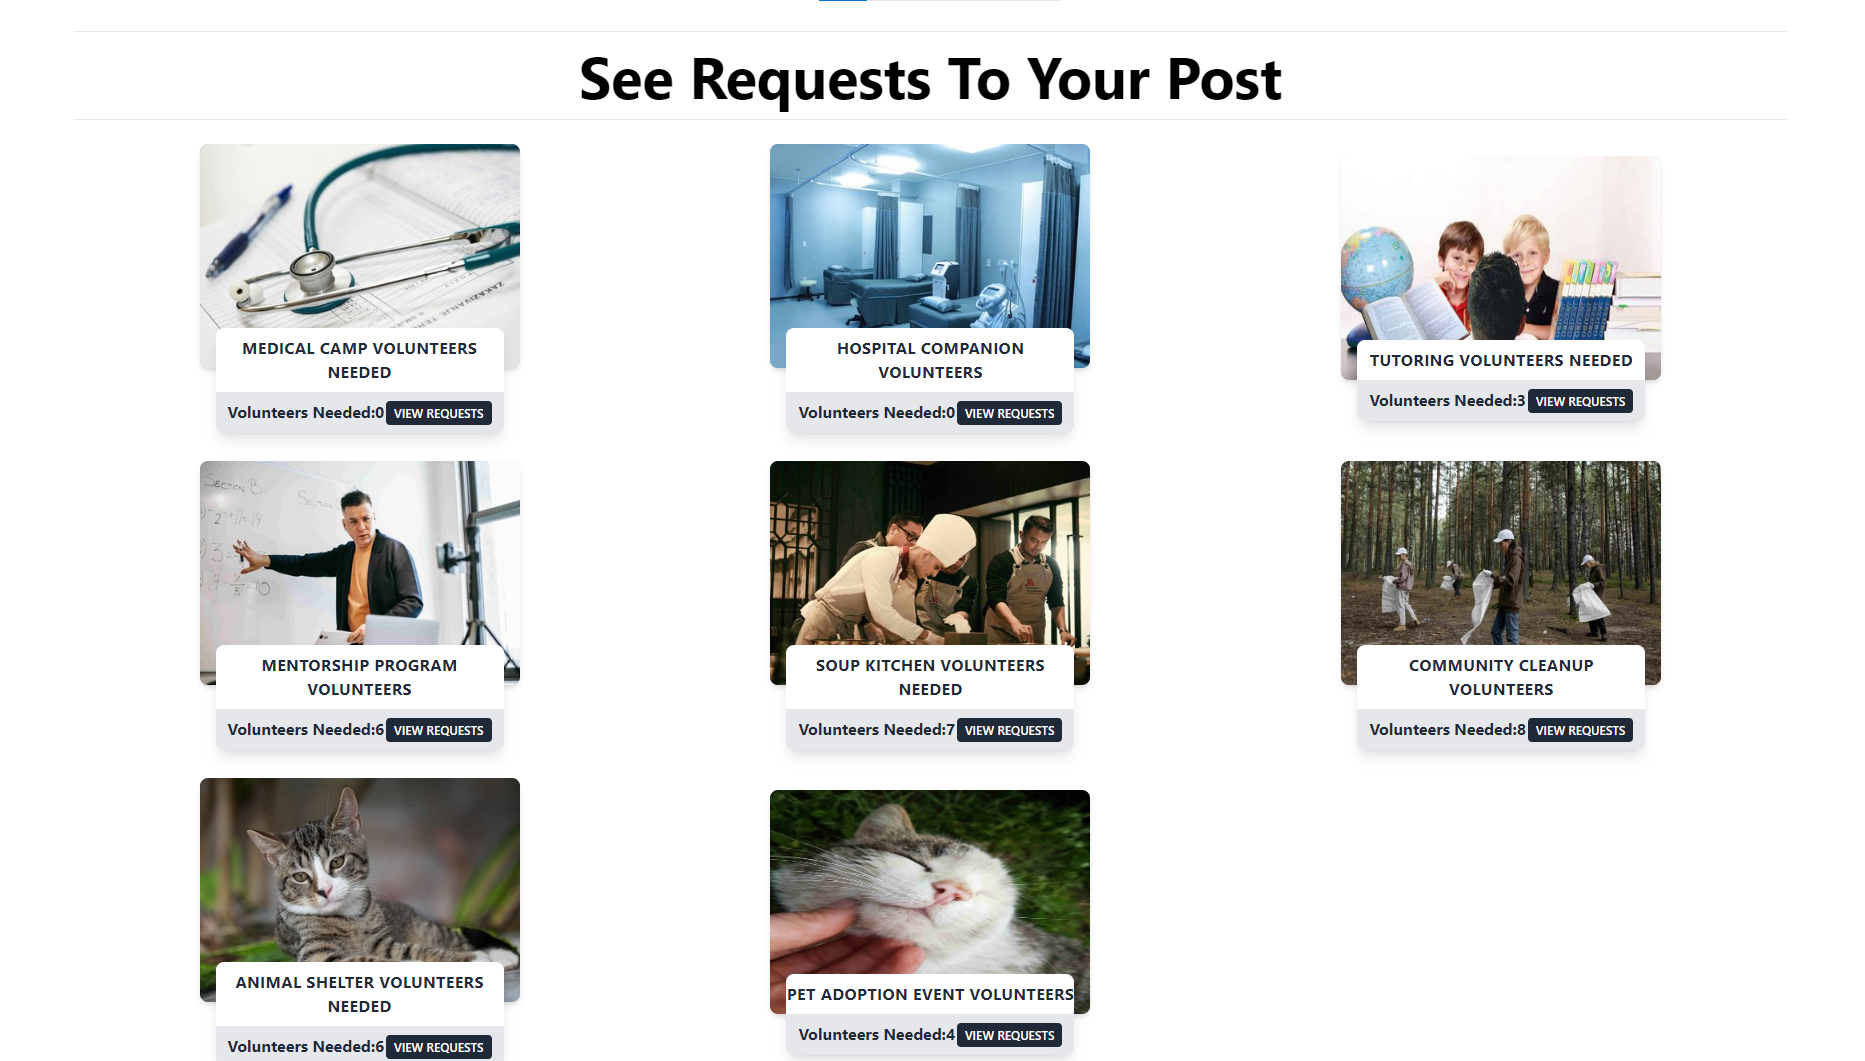 See Requests To Your Post
ZAKAZIVANJE
MEDICAL CAMP VOLUNTEERS
NEEDED
Volunteers Needed:0 VIEW REQUESTS
HOSPITAL COMPANION
VOLUNTEERS
Volunteers Needed:0 VIEW REQUESTS
TUTORING VOLUNTEERS NEEDED
Volunteers Needed:3 VIEW REQUESTS
SECTION B
MENTORSHIP PROGRAM
VOLUNTEERS
Volunteers Needed:6 VIEW REQUESTS
SOUP KITCHEN VOLUNTEERS
NEEDED
Volunteers Needed:7 VIEW REQUESTS
COMMUNITY CLEANUP
VOLUNTEERS
Volunteers Needed:8 VIEW REQUESTS
ANIMAL SHELTER VOLUNTEERS
NEEDED
Volunteers Needed:6 VIEW REQUESTS
PET ADOPTION EVENT VOLUNTEERS
Volunteers Needed:4 VIEW REQUESTS